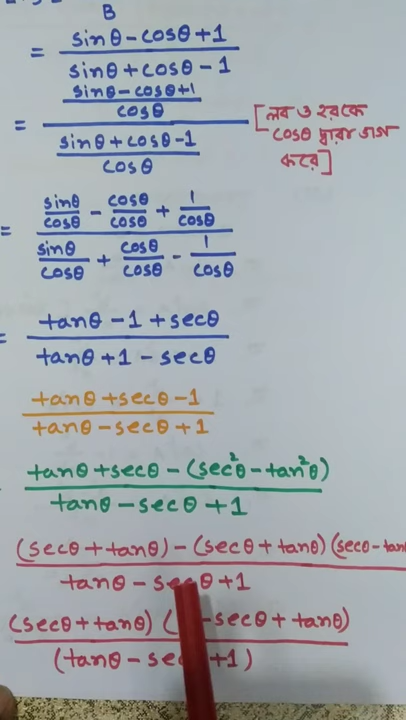 B
= (sinθ - cosθ + 1) / (sinθ + cosθ - 1)
= ((sinθ - cosθ + 1) / cosθ) / ((sinθ + cosθ - 1) / cosθ) [লব ও হরকে
cosθ দ্বারা ভাগ
করে]
= (sinθ/cosθ - cosθ/cosθ + 1/cosθ) / (sinθ/cosθ + cosθ/cosθ - 1/cosθ)
= (tanθ - 1 + secθ) / (tanθ + 1 - secθ)
(tanθ + secθ - 1) / (tanθ - secθ + 1)
(tanθ + secθ - (sec²θ - tan²θ)) / (tanθ - secθ + 1)
((secθ + tanθ) - (secθ + tanθ)(secθ - tan) / (tanθ - secθ + 1)
(secθ + tanθ) ( - secθ + tanθ) / (tanθ - se + 1)